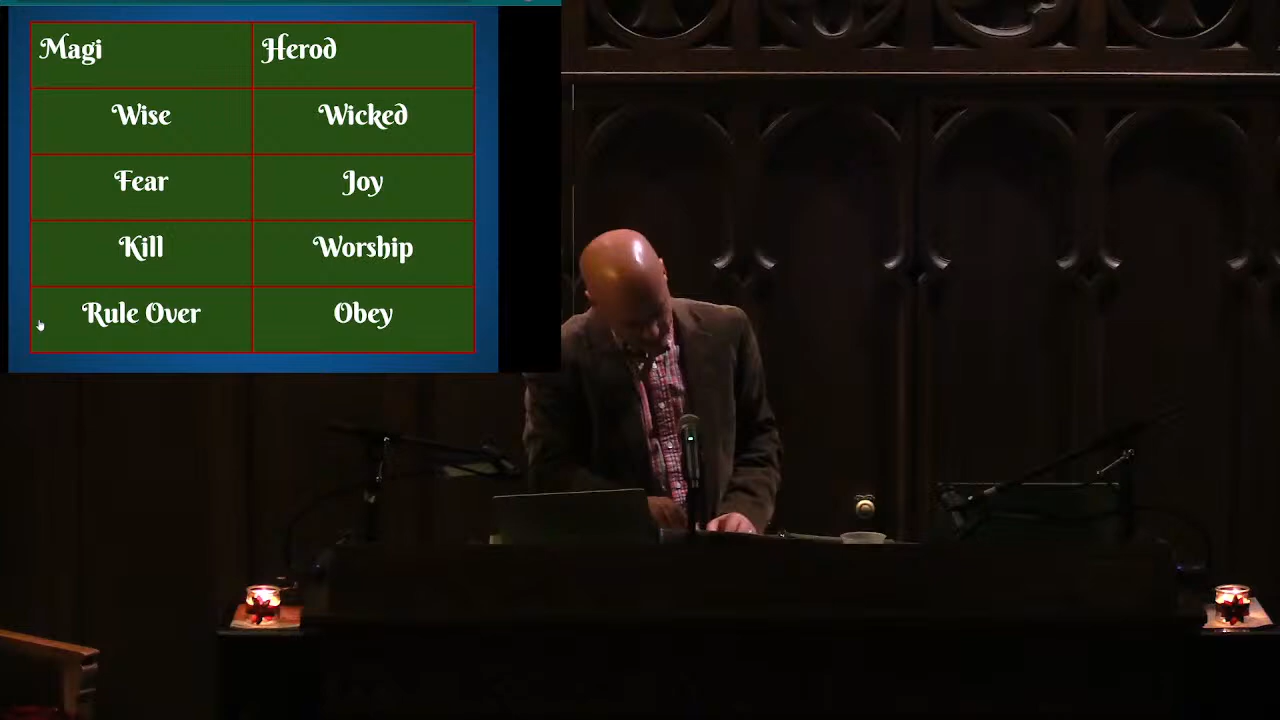 Magi Herod
Wise Wicked
Fear Joy
Kill Worship
Rule Over Obey